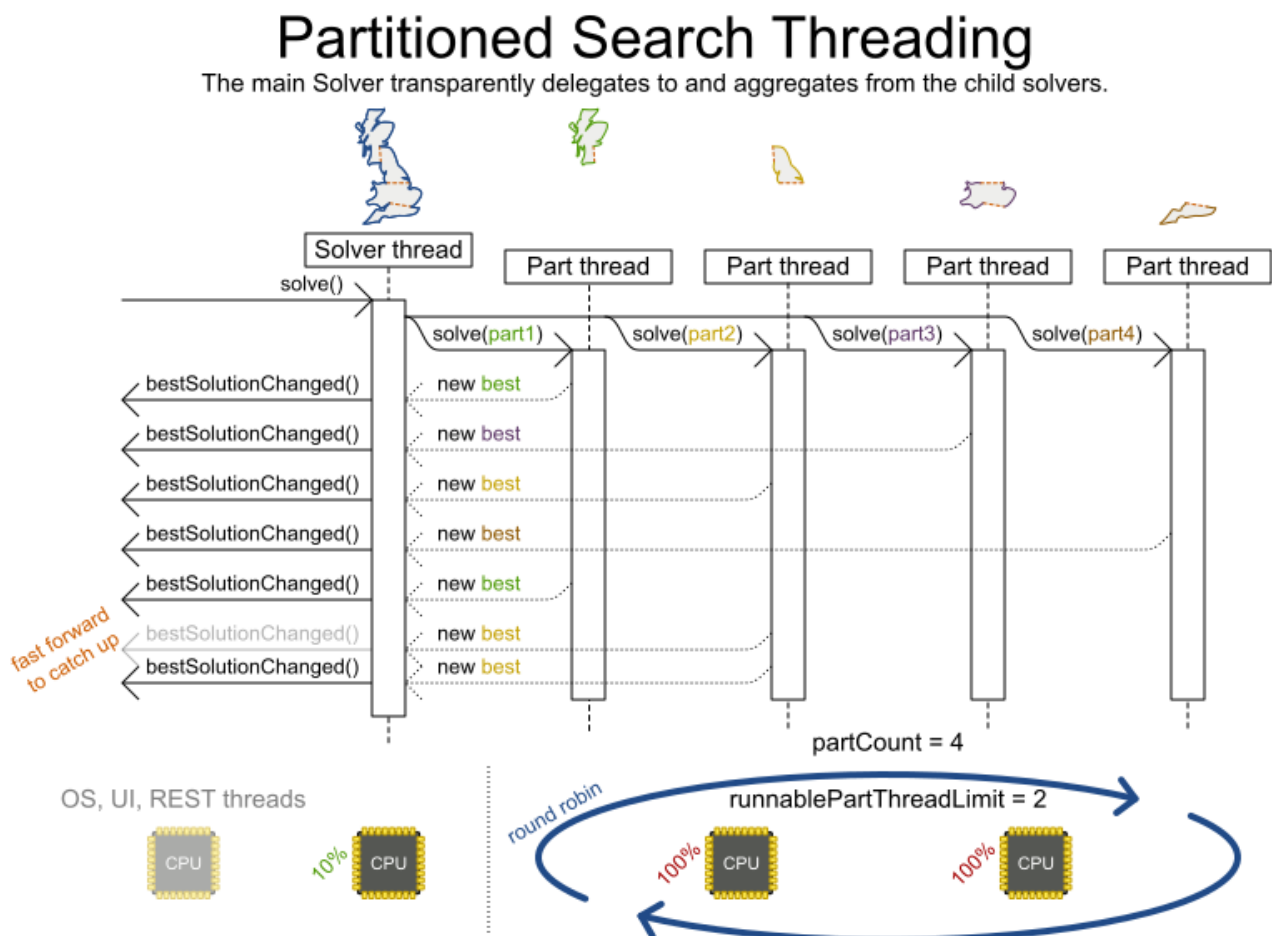 Partitioned Search Threading
The main Solver transparently delegates to and aggregates from the child solvers.
Solver thread
Part thread
Part thread
Part thread
Part thread
solve()
solve(part1)
solve(part2)
solve(part3)
solve(part4)
bestSolutionChanged()
new best
bestSolutionChanged()
new best
bestSolutionChanged()
new best
bestSolutionChanged()
new best
bestSolutionChanged()
new best
fast forward
to catch up
bestSolutionChanged()
new best
bestSolutionChanged()
new best
partCount = 4
OS, UI, REST threads
round robin
runnablePartThreadLimit = 2
CPU
10%
CPU
100%
CPU
100%
CPU